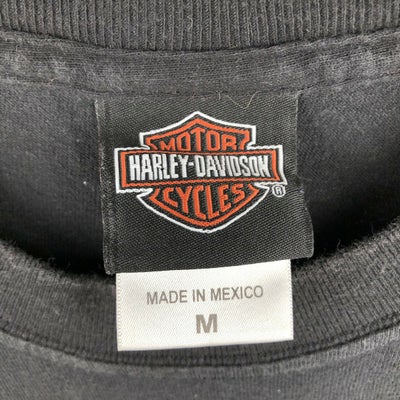 MOTOR
HARLEY-DAVIDSON
CYCLES ®
MADE IN MEXICO
M